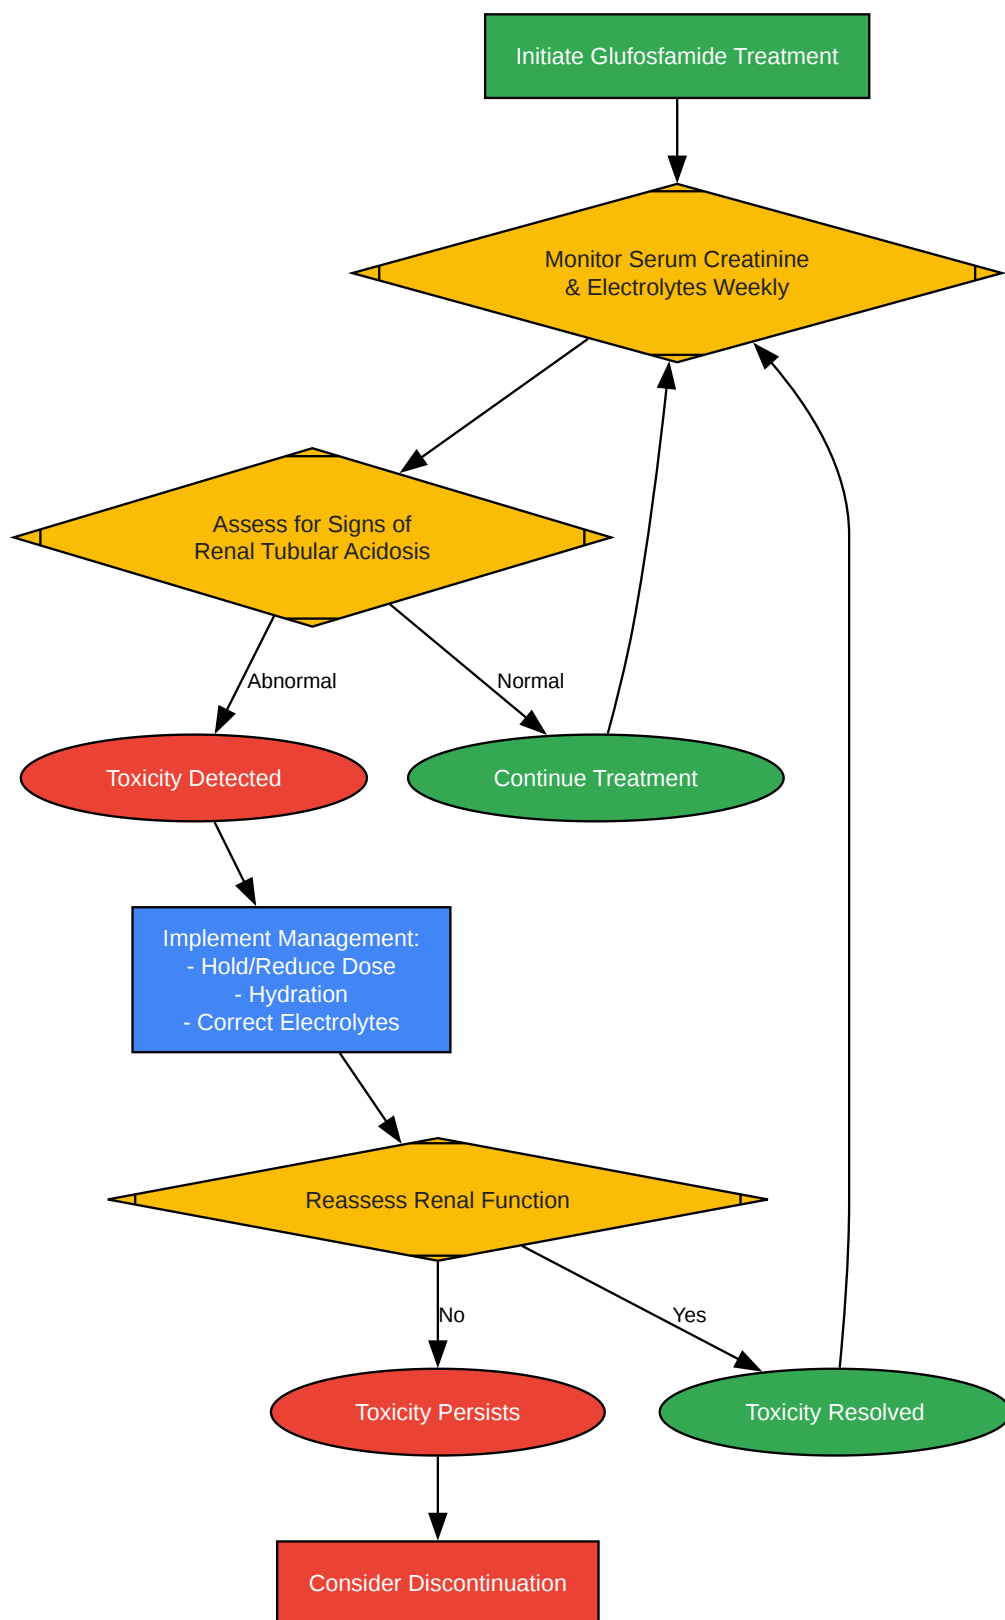 Initiate Glufosfamide Treatment
Monitor Serum Creatinine
& Electrolytes Weekly
Assess for Signs of
Renal Tubular Acidosis
Abnormal
Normal
Toxicity Detected
Continue Treatment
Implement Management:
- Hold/Reduce Dose
- Hydration
- Correct Electrolytes
Reassess Renal Function
No
Yes
Toxicity Persists
Toxicity Resolved
Consider Discontinuation